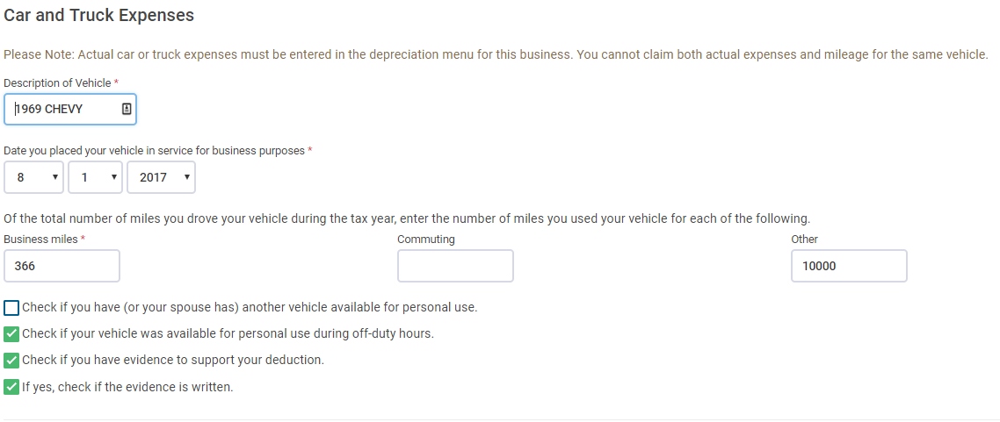 Car and Truck Expenses
Please Note: Actual car or truck expenses must be entered in the depreciation menu for this business. You cannot claim both actual expenses and mileage for the same vehicle.
Description of Vehicle *
1969 CHEVY
Date you placed your vehicle in service for business purposes *
8 1 2017
Of the total number of miles you drove your vehicle during the tax year, enter the number of miles you used your vehicle for each of the following.
Business miles * Commuting Other
366 10000
Check if you have (or your spouse has) another vehicle available for personal use.
Check if your vehicle was available for personal use during off-duty hours.
Check if you have evidence to support your deduction.
If yes, check if the evidence is written.